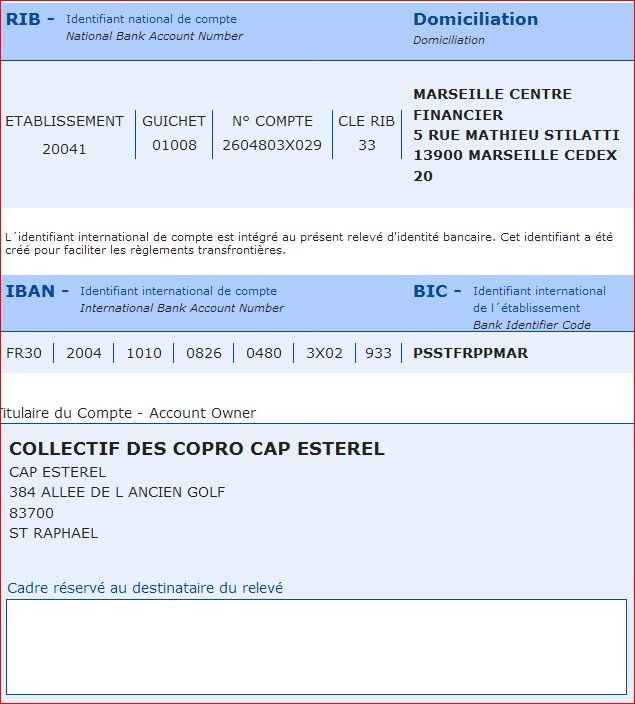 RIB - Identifiant national de compte
National Bank Account Number
Domiciliation
Domiciliation
ETABLISSEMENT GUICHET N° COMPTE CLE RIB
20041 01008 2604803X029 33
MARSEILLE CENTRE
FINANCIER
5 RUE MATHIEU STILATTI
13900 MARSEILLE CEDEX
20
L´identifiant international de compte est intégré au présent relevé d'identité bancaire. Cet identifiant a été
créé pour faciliter les règlements transfrontières.
IBAN - Identifiant international de compte
International Bank Account Number
BIC - Identifiant international
de l´établissement
Bank Identifier Code
FR30 2004 1010 0826 0480 3X02 933 PSSTFRPPMAR
Titulaire du Compte - Account Owner
COLLECTIF DES COPRO CAP ESTEREL
CAP ESTEREL
384 ALLEE DE L ANCIEN GOLF
83700
ST RAPHAEL
Cadre réservé au destinataire du relevé